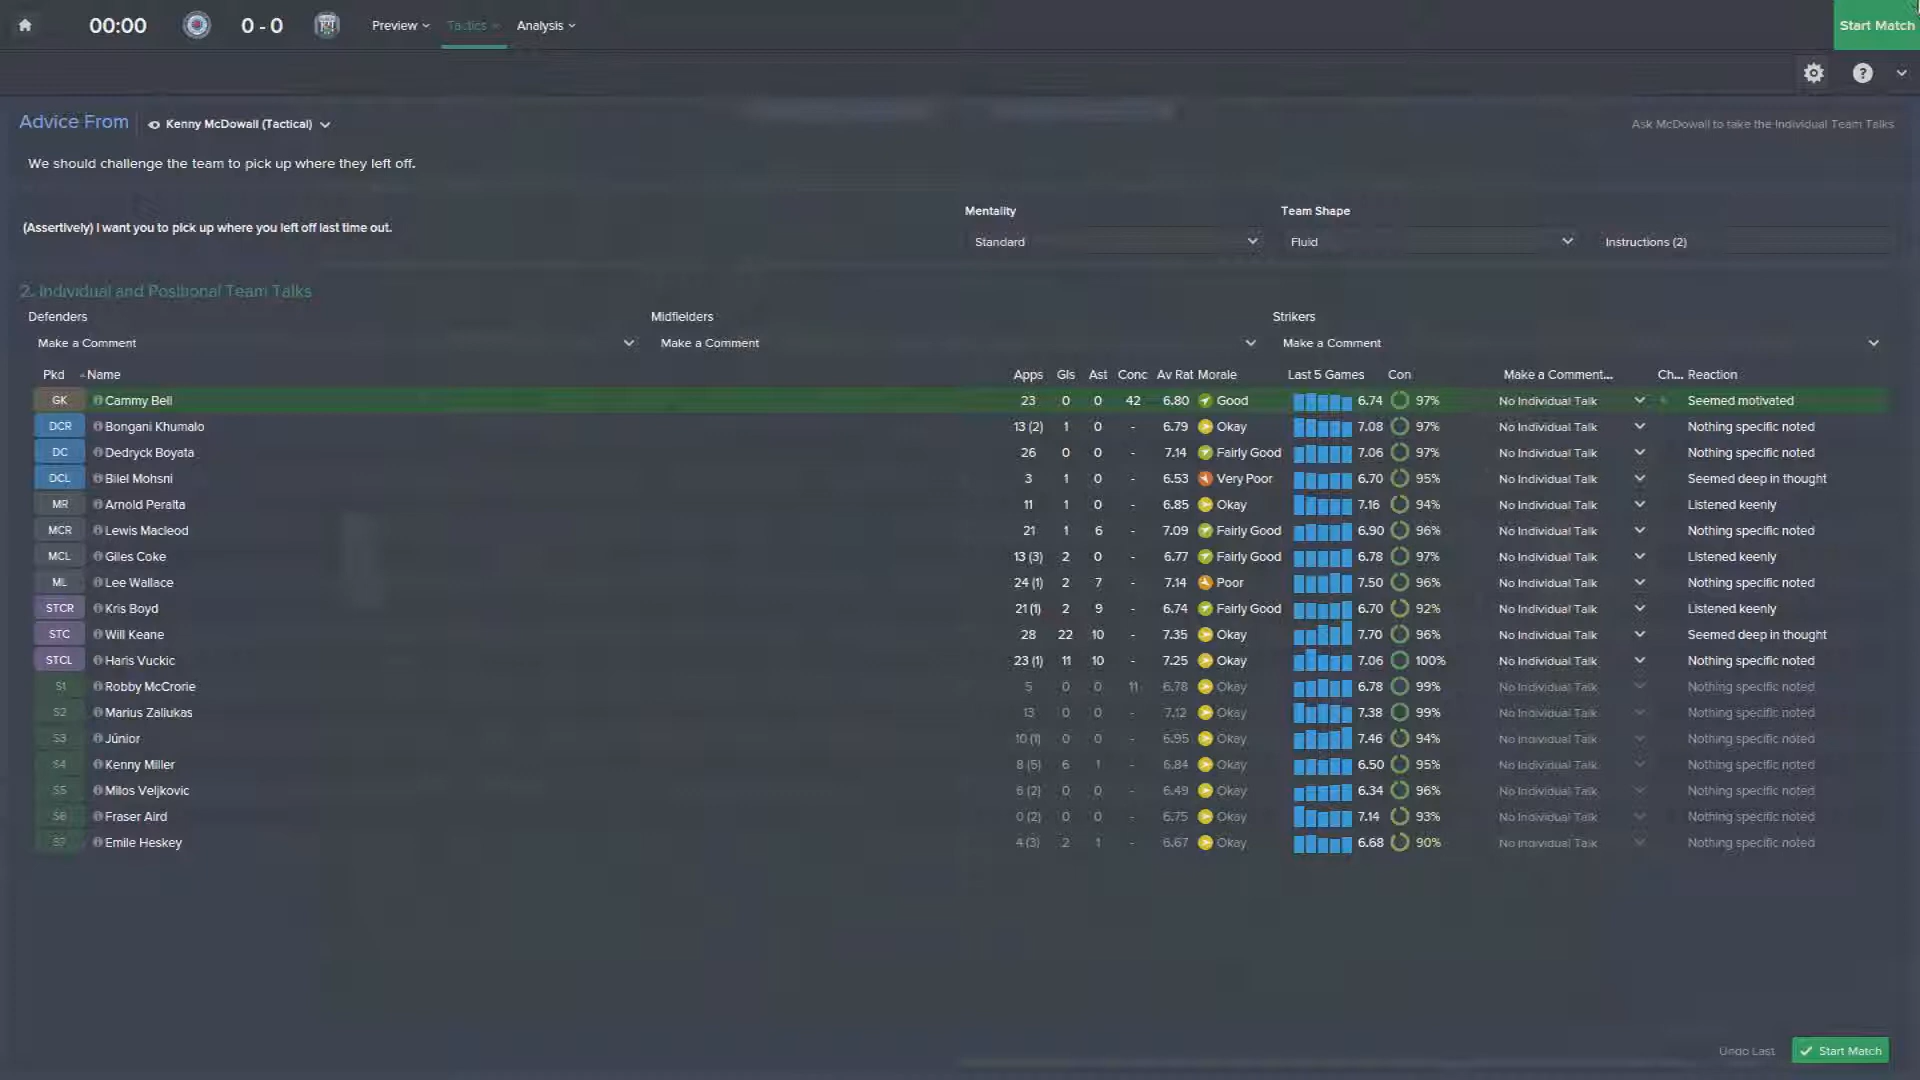 00:00 0 - 0 Preview Tactics Analysis Start Match
Advice From Kenny McDowall (Tactical) Ask McDowall to take the Individual Team Talks
We should challenge the team to pick up where they left off.
Mentality Team Shape
(Assertively) I want you to pick up where you left off last time out.
Standard Fluid Instructions (2)
2. Individual and Positional Team Talks
Defenders Midfielders Strikers
Make a Comment Make a Comment Make a Comment
Pkd Name Apps Gls Ast Conc Av Rat Morale Last 5 Games Con Make a Comment... Ch... Reaction
GK Cammy Bell 23 0 0 42 6.80 Good 6.74 97% No Individual Talk Seemed motivated
DCR Bongani Khumalo 13 (2) 1 0 - 6.79 Okay 7.08 97% No Individual Talk Nothing specific noted
DC Dedryck Boyata 26 0 0 - 7.14 Fairly Good 7.06 97% No Individual Talk Nothing specific noted
DCL Bilel Mohsni 3 1 0 - 6.53 Very Poor 6.70 95% No Individual Talk Seemed deep in thought
MR Arnold Peralta 11 1 0 - 6.85 Okay 7.16 94% No Individual Talk Listened keenly
MCR Lewis Macleod 21 1 6 - 7.09 Fairly Good 6.90 96% No Individual Talk Nothing specific noted
MCL Giles Coke 13 (3) 2 0 - 6.77 Fairly Good 6.78 97% No Individual Talk Listened keenly
ML Lee Wallace 24 (1) 2 7 - 7.14 Poor 7.50 96% No Individual Talk Nothing specific noted
STCR Kris Boyd 21 (1) 2 9 - 6.74 Fairly Good 6.70 92% No Individual Talk Listened keenly
STC Will Keane 28 22 10 - 7.35 Okay 7.70 96% No Individual Talk Seemed deep in thought
STCL Haris Vuckic 23 (1) 11 10 - 7.25 Okay 7.06 100% No Individual Talk Nothing specific noted
S1 Robby McCrorie 5 0 0 11 6.78 Okay 6.78 99% No Individual Talk Nothing specific noted
S2 Marius Zaliukas 13 0 0 - 7.12 Okay 7.38 99% No Individual Talk Nothing specific noted
S3 Júnior 10 (1) 0 0 - 6.95 Okay 7.46 94% No Individual Talk Nothing specific noted
S4 Kenny Miller 8 (5) 6 1 - 6.84 Okay 6.50 95% No Individual Talk Nothing specific noted
S5 Milos Veljkovic 6 (2) 0 0 - 6.49 Okay 6.34 96% No Individual Talk Nothing specific noted
S6 Fraser Aird 0 (2) 0 0 - 6.75 Okay 7.14 93% No Individual Talk Nothing specific noted
S7 Emile Heskey 4 (3) 2 1 - 6.67 Okay 6.68 90% No Individual Talk Nothing specific noted
Undo Last Start Match